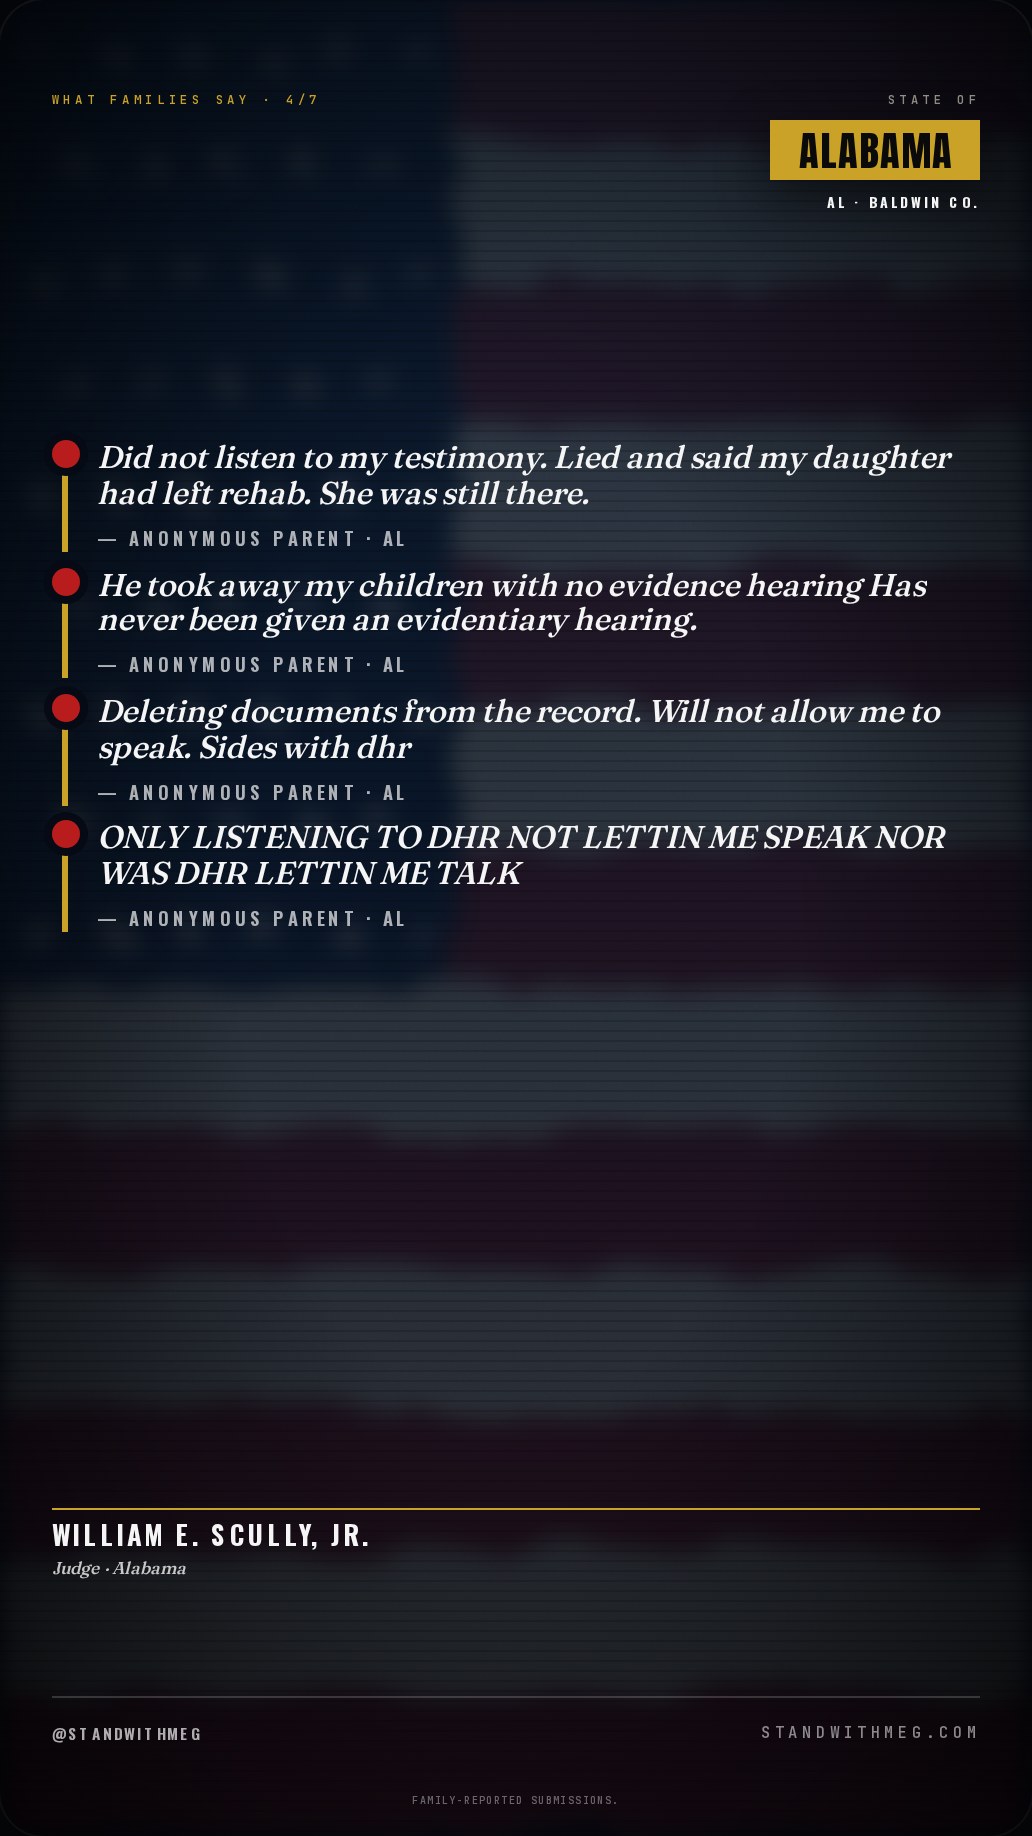 WHAT FAMILIES SAY · 4/7
STATE OF
ALABAMA
AL · BALDWIN CO.
Did not listen to my testimony. Lied and said my daughter
had left rehab. She was still there.
— ANONYMOUS PARENT · AL
He took away my children with no evidence hearing Has
never been given an evidentiary hearing.
— ANONYMOUS PARENT · AL
Deleting documents from the record. Will not allow me to
speak. Sides with dhr
— ANONYMOUS PARENT · AL
ONLY LISTENING TO DHR NOT LETTIN ME SPEAK NOR
WAS DHR LETTIN ME TALK
— ANONYMOUS PARENT · AL
WILLIAM E. SCULLY, JR.
Judge · Alabama
@STANDWITHMEG
STANDWITHMEG.COM
FAMILY-REPORTED SUBMISSIONS.